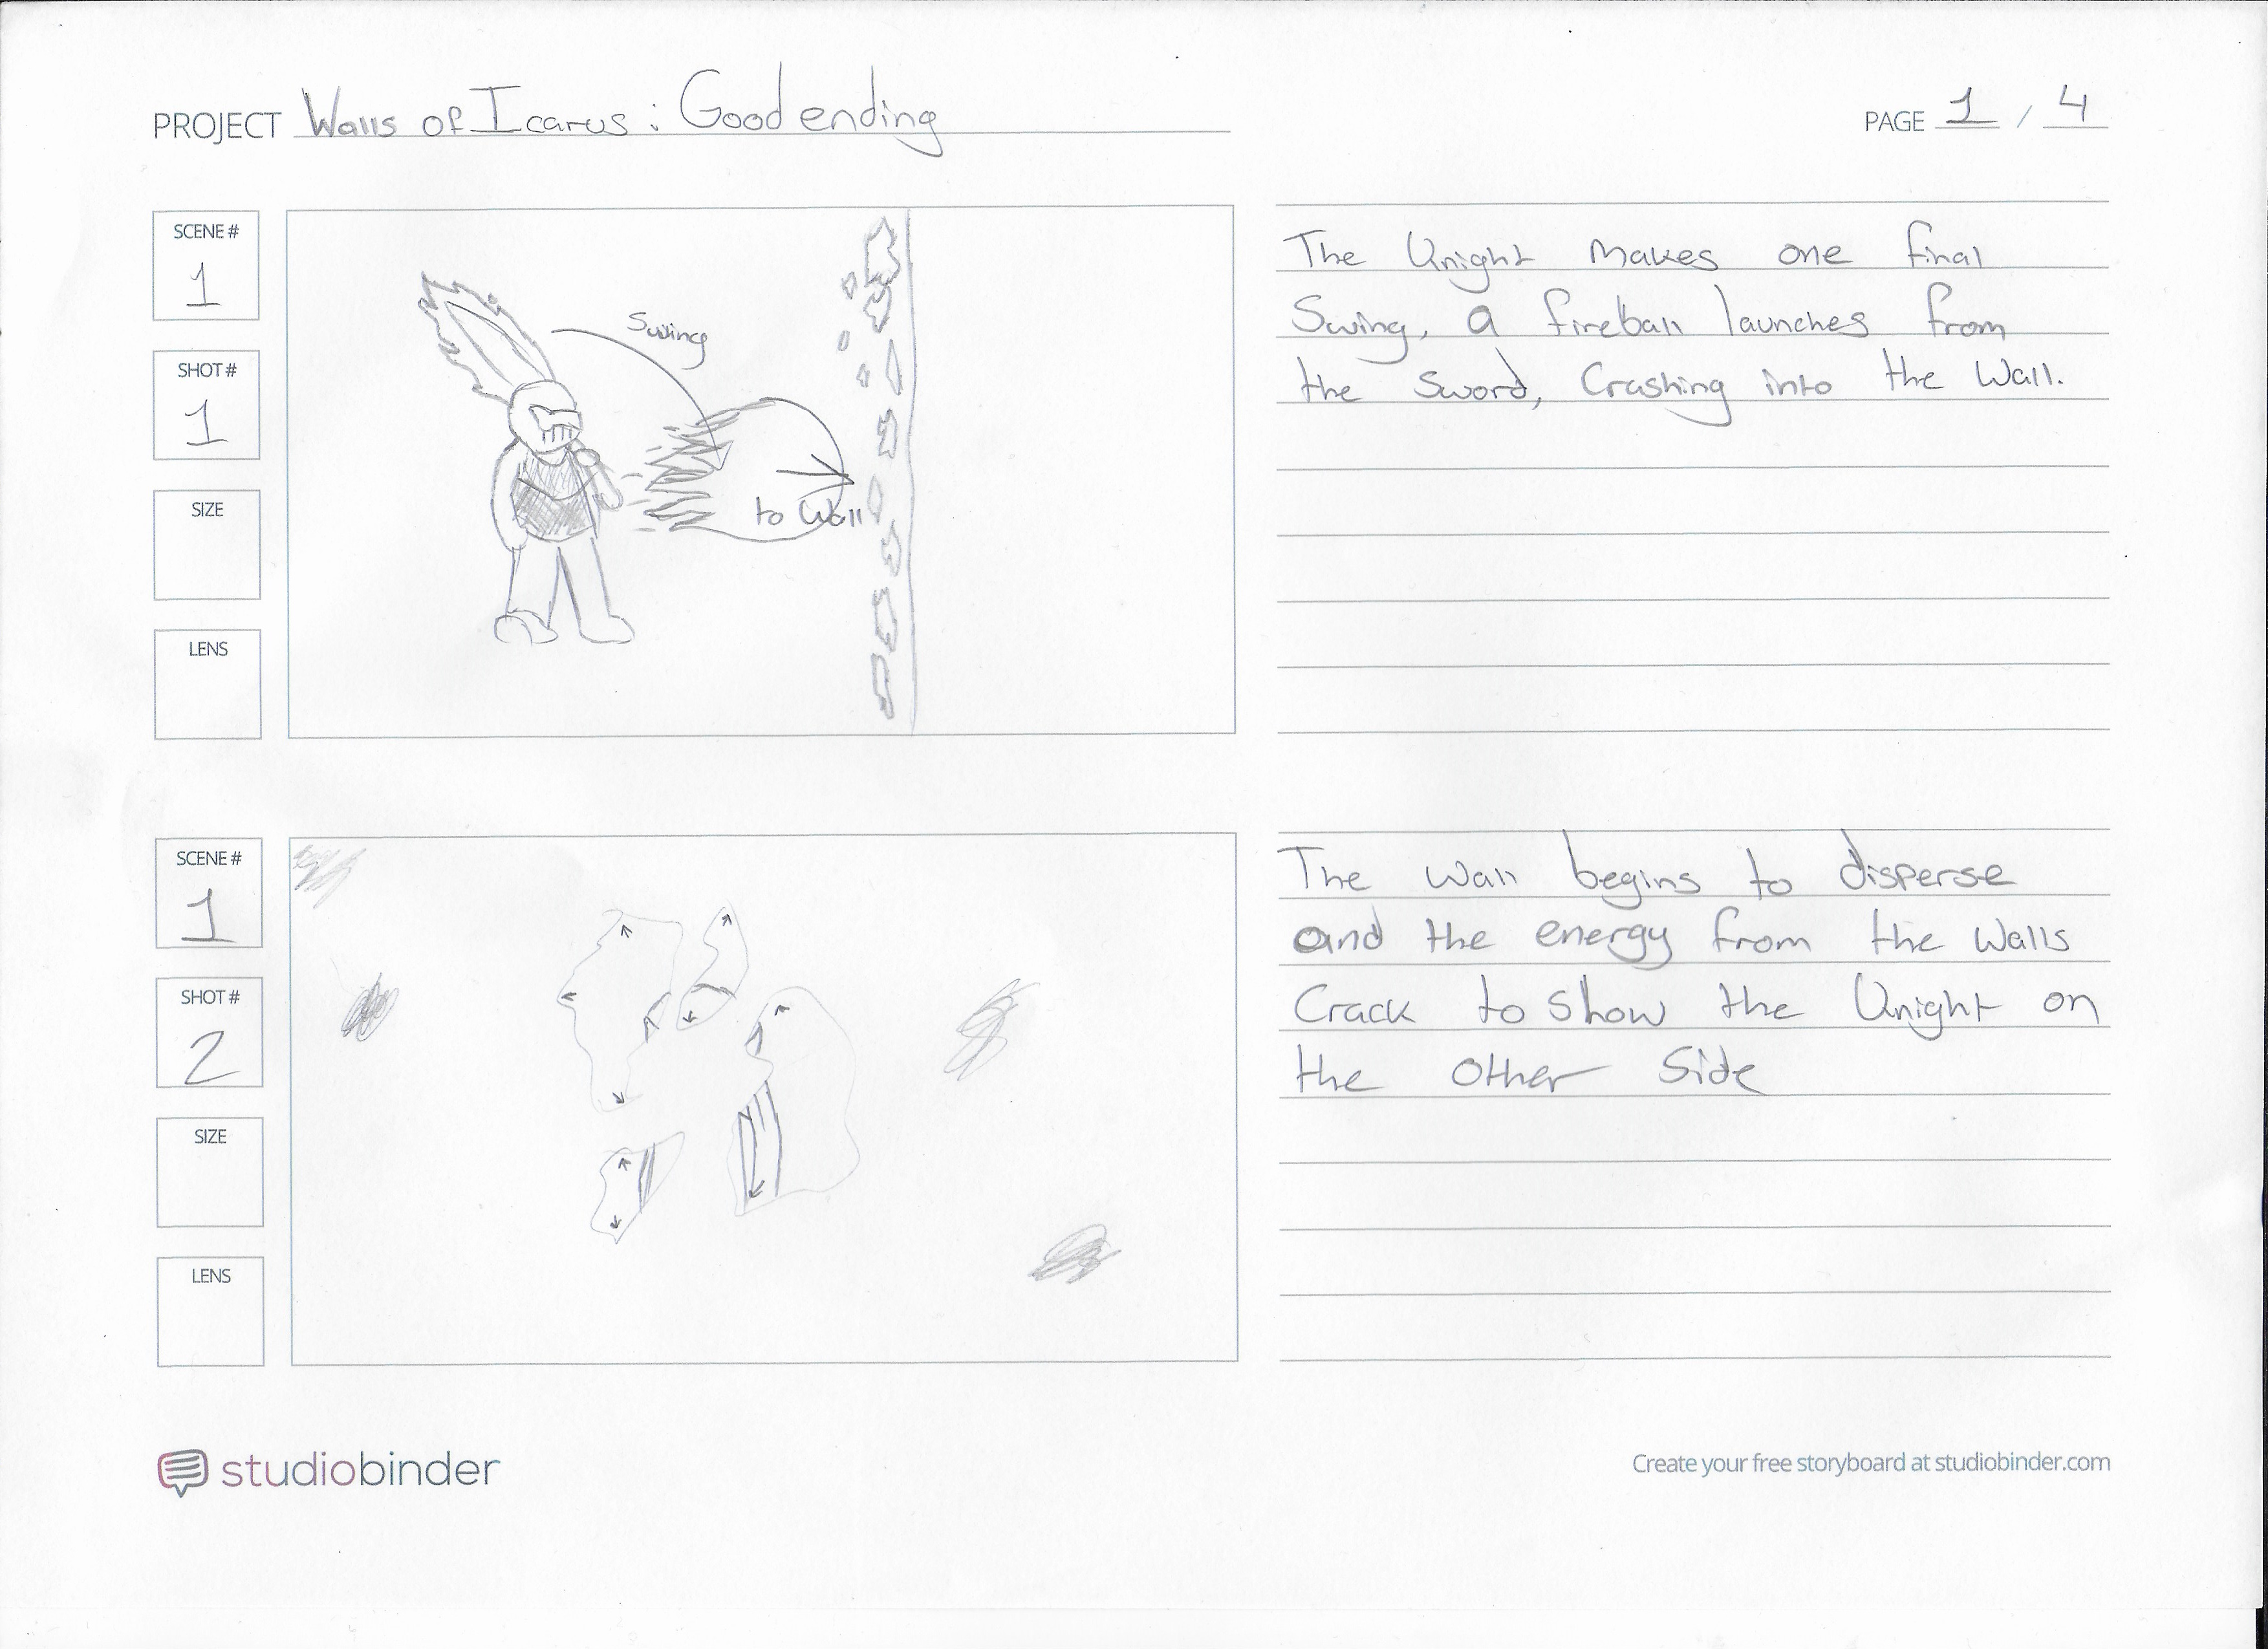 PROJECT Walls of Icarus : Good ending
PAGE 1 / 4
SCENE #
1
SHOT #
1
SIZE
LENS
Swing
to Wall
The Knight makes one final
Swing, a fireball launches from
the Sword, Crashing into the Wall.
SCENE #
1
SHOT #
2
SIZE
LENS
The Wall begins to disperse
and the energy from the Walls
Crack to show the Knight on
the other Side
studiobinder
Create your free storyboard at studiobinder.com